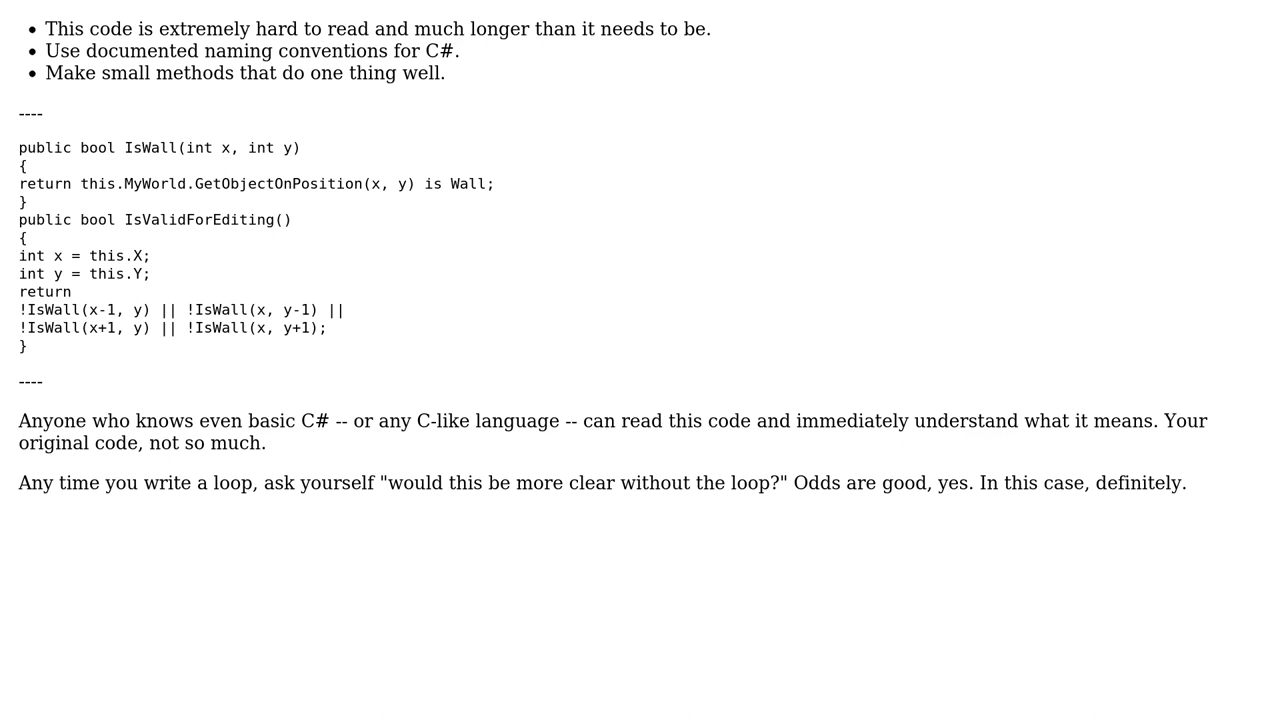 • This code is extremely hard to read and much longer than it needs to be.
• Use documented naming conventions for C#.
• Make small methods that do one thing well.
----
public bool IsWall(int x, int y)
{
return this.MyWorld.GetObjectOnPosition(x, y) is Wall;
}
public bool IsValidForEditing()
{
int x = this.X;
int y = this.Y;
return
!IsWall(x-1, y) || !IsWall(x, y-1) ||
!IsWall(x+1, y) || !IsWall(x, y+1);
}
----
Anyone who knows even basic C# -- or any C-like language -- can read this code and immediately understand what it means. Your
original code, not so much.
Any time you write a loop, ask yourself "would this be more clear without the loop?" Odds are good, yes. In this case, definitely.